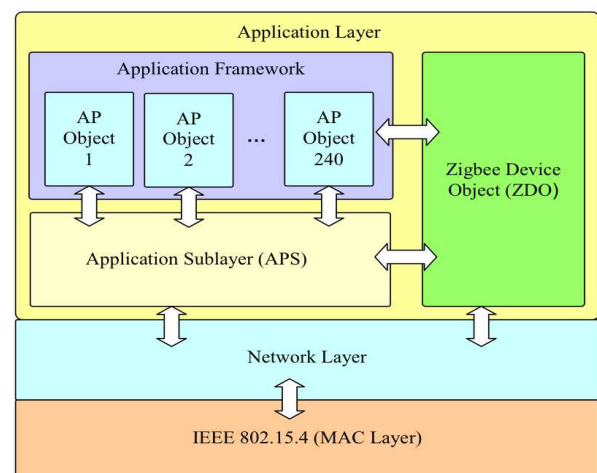 Application Layer
Application Framework
AP
Object
1
AP
Object
2
...
AP
Object
240
Zigbee Device
Object (ZDO)
Application Sublayer (APS)
Network Layer
IEEE 802.15.4 (MAC Layer)